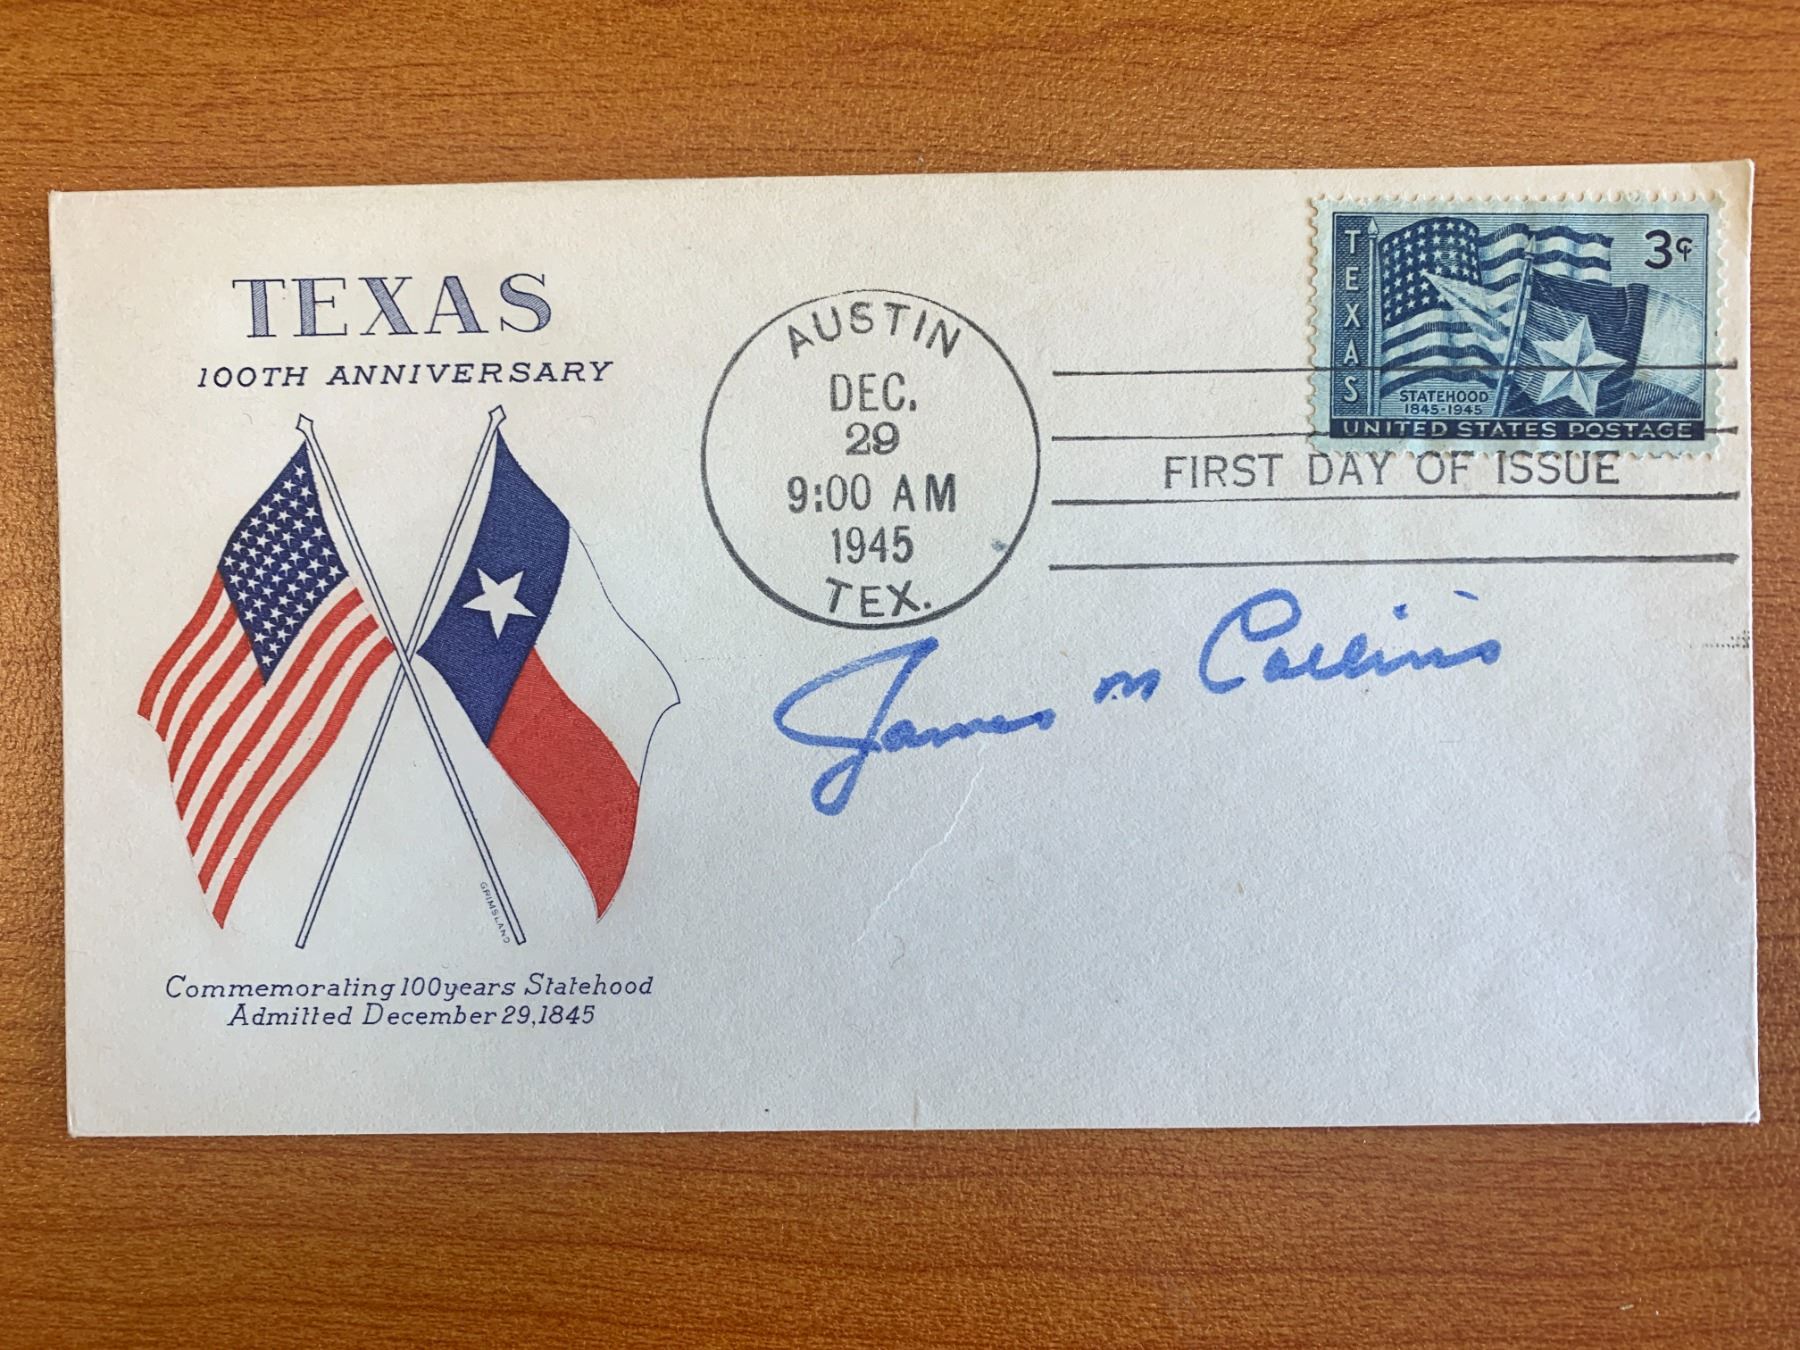 TEXAS
100TH ANNIVERSARY
GRIMSLAND
Commemorating 100 years Statehood
Admitted December 29, 1845
AUSTIN
DEC.
29
9:00 AM
1945
TEX.
TEXAS
3¢
STATEHOOD
1845-1945
UNITED STATES POSTAGE
FIRST DAY OF ISSUE
James M Collins